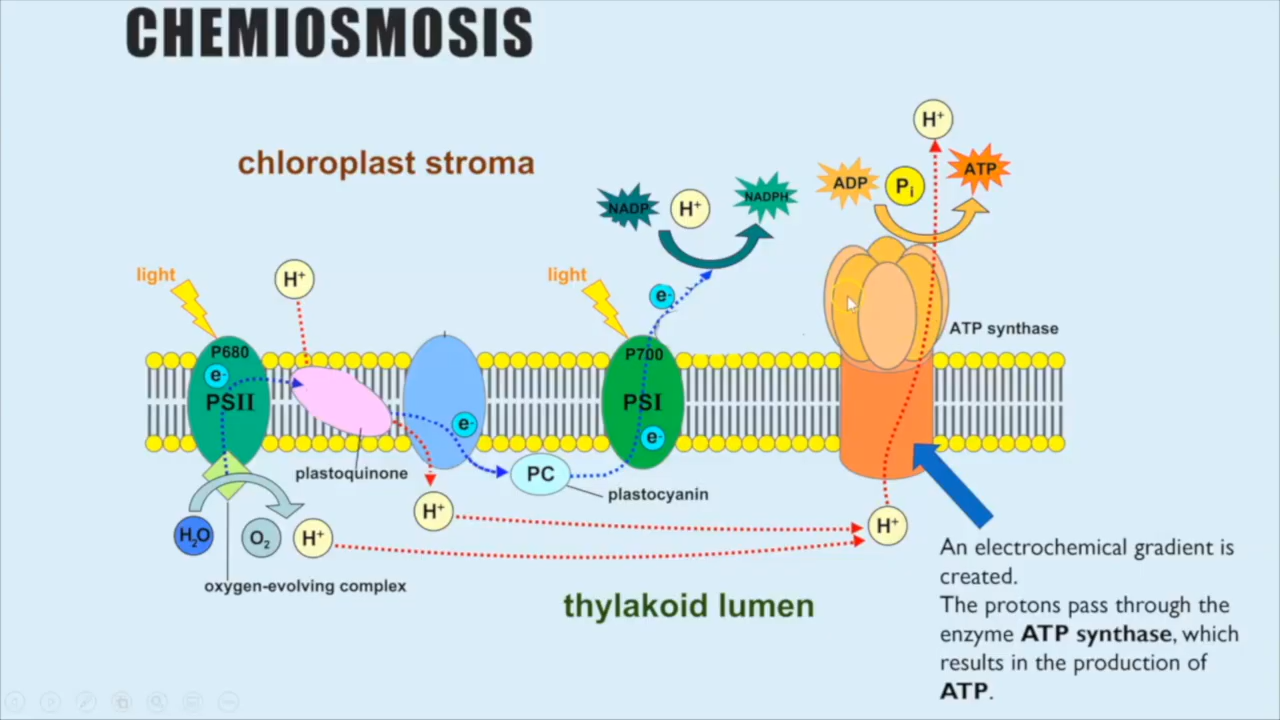 CHEMIOSMOSIS
chloroplast stroma
H⁺
ADP
Pᵢ
ATP
NADP
H⁺
NADPH
light
H⁺
light
e⁻
ATP synthase
P680
P700
e⁻
PSII
PSI
e⁻
e⁻
plastoquinone
PC
plastocyanin
H⁺
H⁺
H₂O
O₂
H⁺
oxygen-evolving complex
thylakoid lumen
An electrochemical gradient is
created.
The protons pass through the
enzyme ATP synthase, which
results in the production of
ATP.